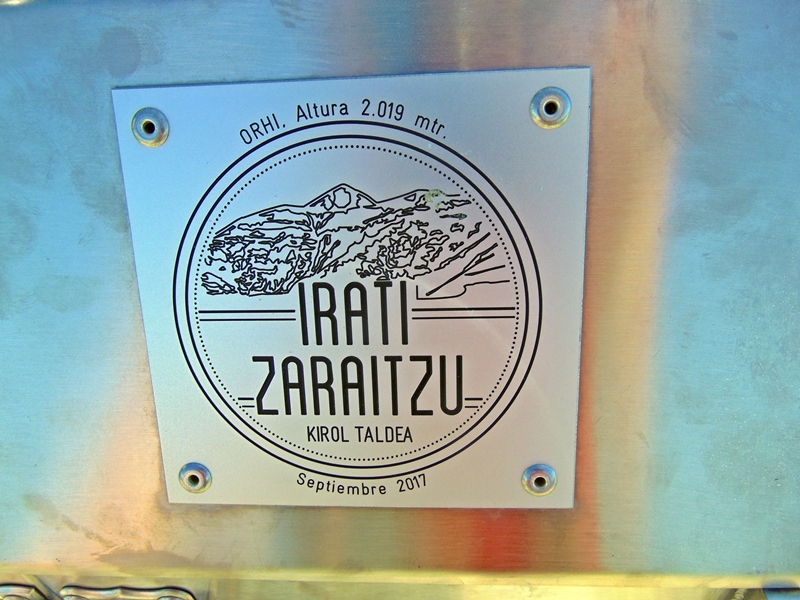 ORHI. Altura 2.019 mtr.
IRATI
ZARAITZU
KIROL TALDEA
Septiembre 2017